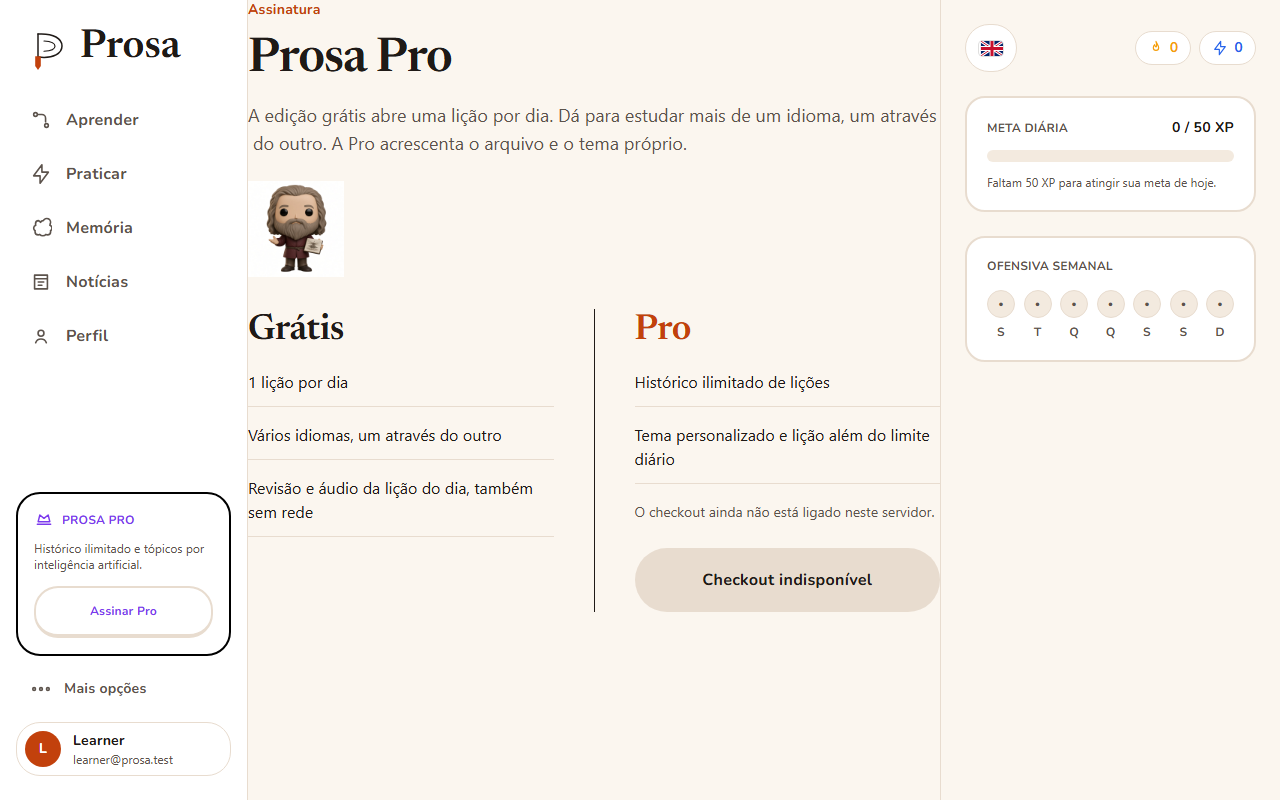 Prosa
Aprender
Praticar
Memória
Notícias
Perfil
PROSA PRO
Histórico ilimitado e tópicos por
inteligência artificial.
Assinar Pro
Mais opções
L
Learner
learner@prosa.test
Assinatura
Prosa Pro
A edição grátis abre uma lição por dia. Dá para estudar mais de um idioma, um através
do outro. A Pro acrescenta o arquivo e o tema próprio.
Grátis
1 lição por dia
Vários idiomas, um através do outro
Revisão e áudio da lição do dia, também
sem rede
Pro
Histórico ilimitado de lições
Tema personalizado e lição além do limite
diário
O checkout ainda não está ligado neste servidor.
Checkout indisponível
0
0
META DIÁRIA
0 / 50 XP
Faltam 50 XP para atingir sua meta de hoje.
OFENSIVA SEMANAL
S T Q Q S S D